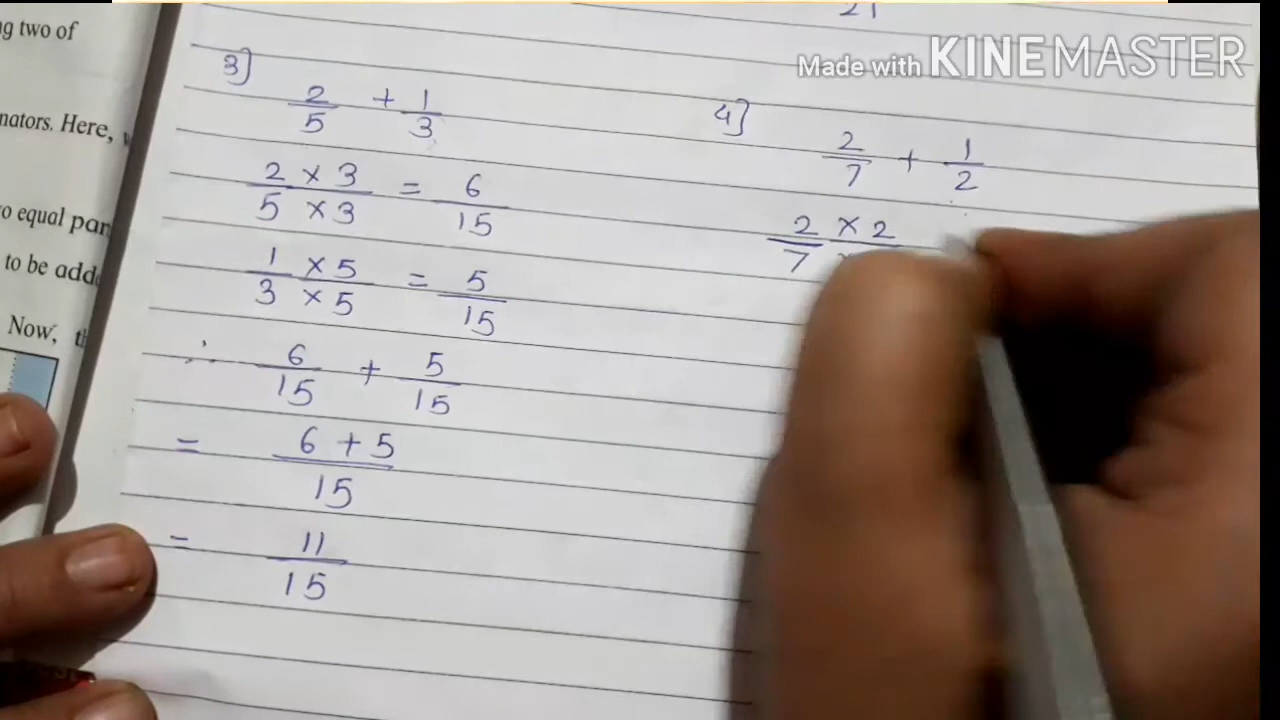 g two of
nators. Here,
o equal par
to be adde
Now, t
21
Made with KINEMASTER
3]
2/5 + 1/3
2 × 3 / 5 × 3 = 6/15
1 × 5 / 3 × 5 = 5/15
∴ 6/15 + 5/15
= 6 + 5 / 15
= 11/15
4]
2/7 + 1/2
2 × 2 / 7 ×